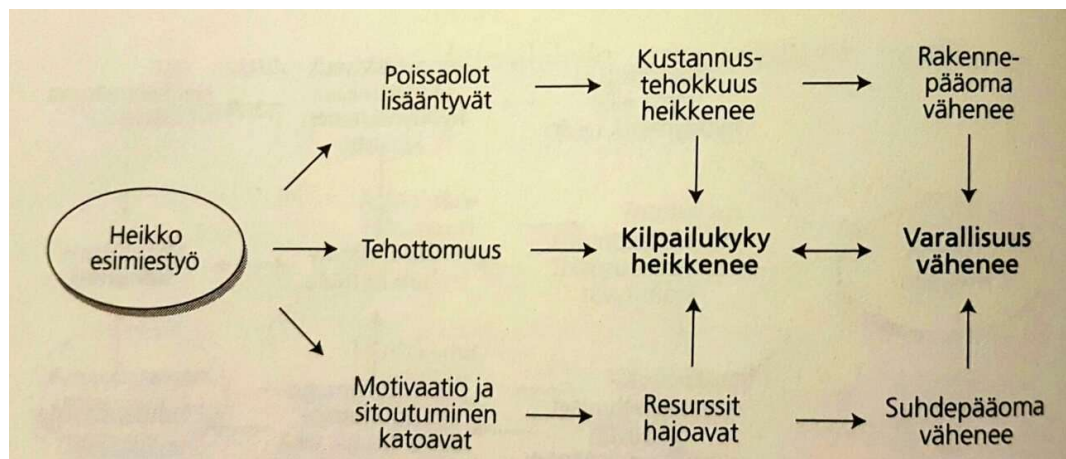 Poissaolot
lisääntyvät
Kustannus-
tehokkuus
heikkenee
Rakenne-
pääoma
vähenee
Heikko
esimiestyö
Tehottomuus
Kilpailukyky
heikkenee
Varallisuus
vähenee
Motivaatio ja
sitoutuminen
katoavat
Resurssit
hajoavat
Suhdepääoma
vähenee